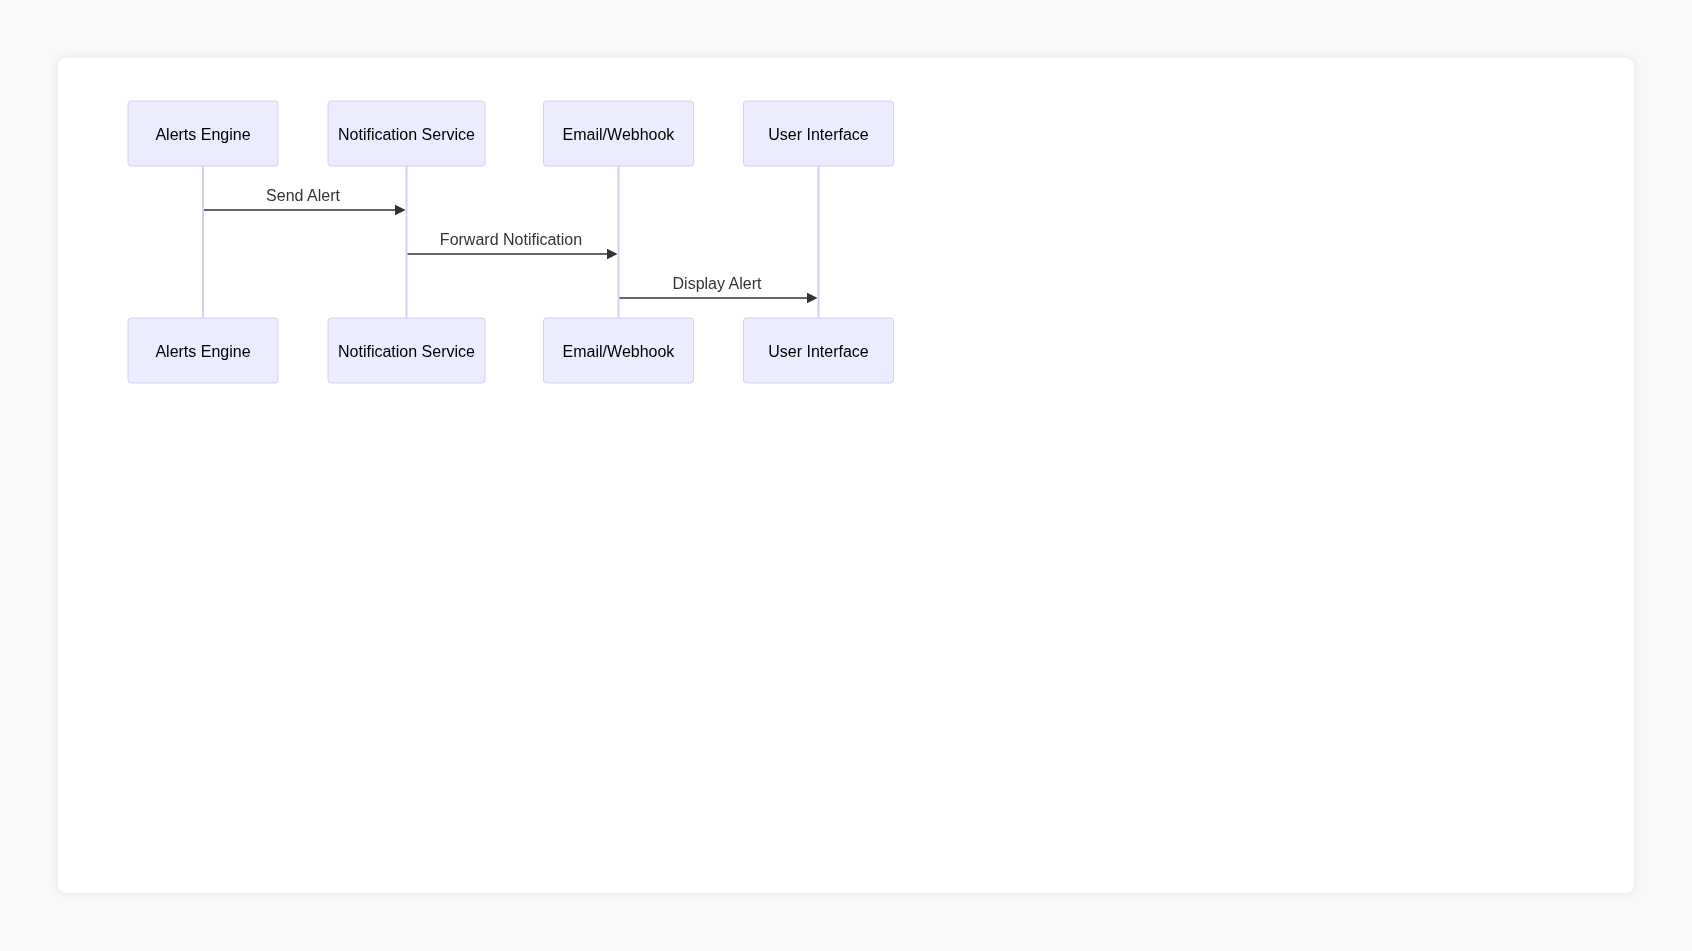 Alerts Engine
Notification Service
Email/Webhook
User Interface
Send Alert
Forward Notification
Display Alert
Alerts Engine
Notification Service
Email/Webhook
User Interface